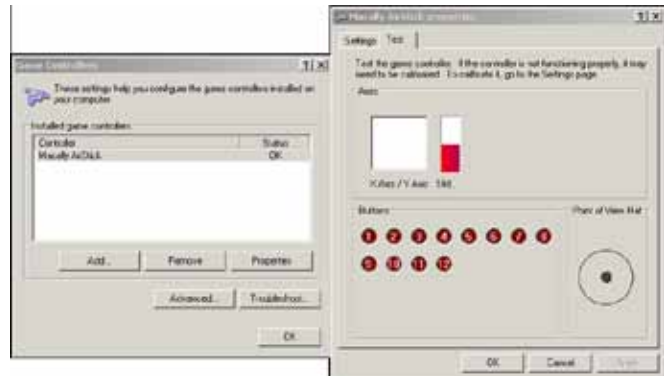 Game Controllers
These settings help you configure the game controllers installed on
your computer.
Installed game controllers
Controller Status
Macally AirStick OK
Add... Remove Properties
Advanced... Troubleshoot...
OK
Macally AirStick properties
Settings Test
Test the game controller. If the controller is not functioning properly, it may
need to be calibrated. To calibrate it, go to the Settings page.
Axes
X Axis / Y Axis
Buttons
Point of View Hat
1 2 3 4 5 6 7 8
9 10 11 12
OK Cancel Apply